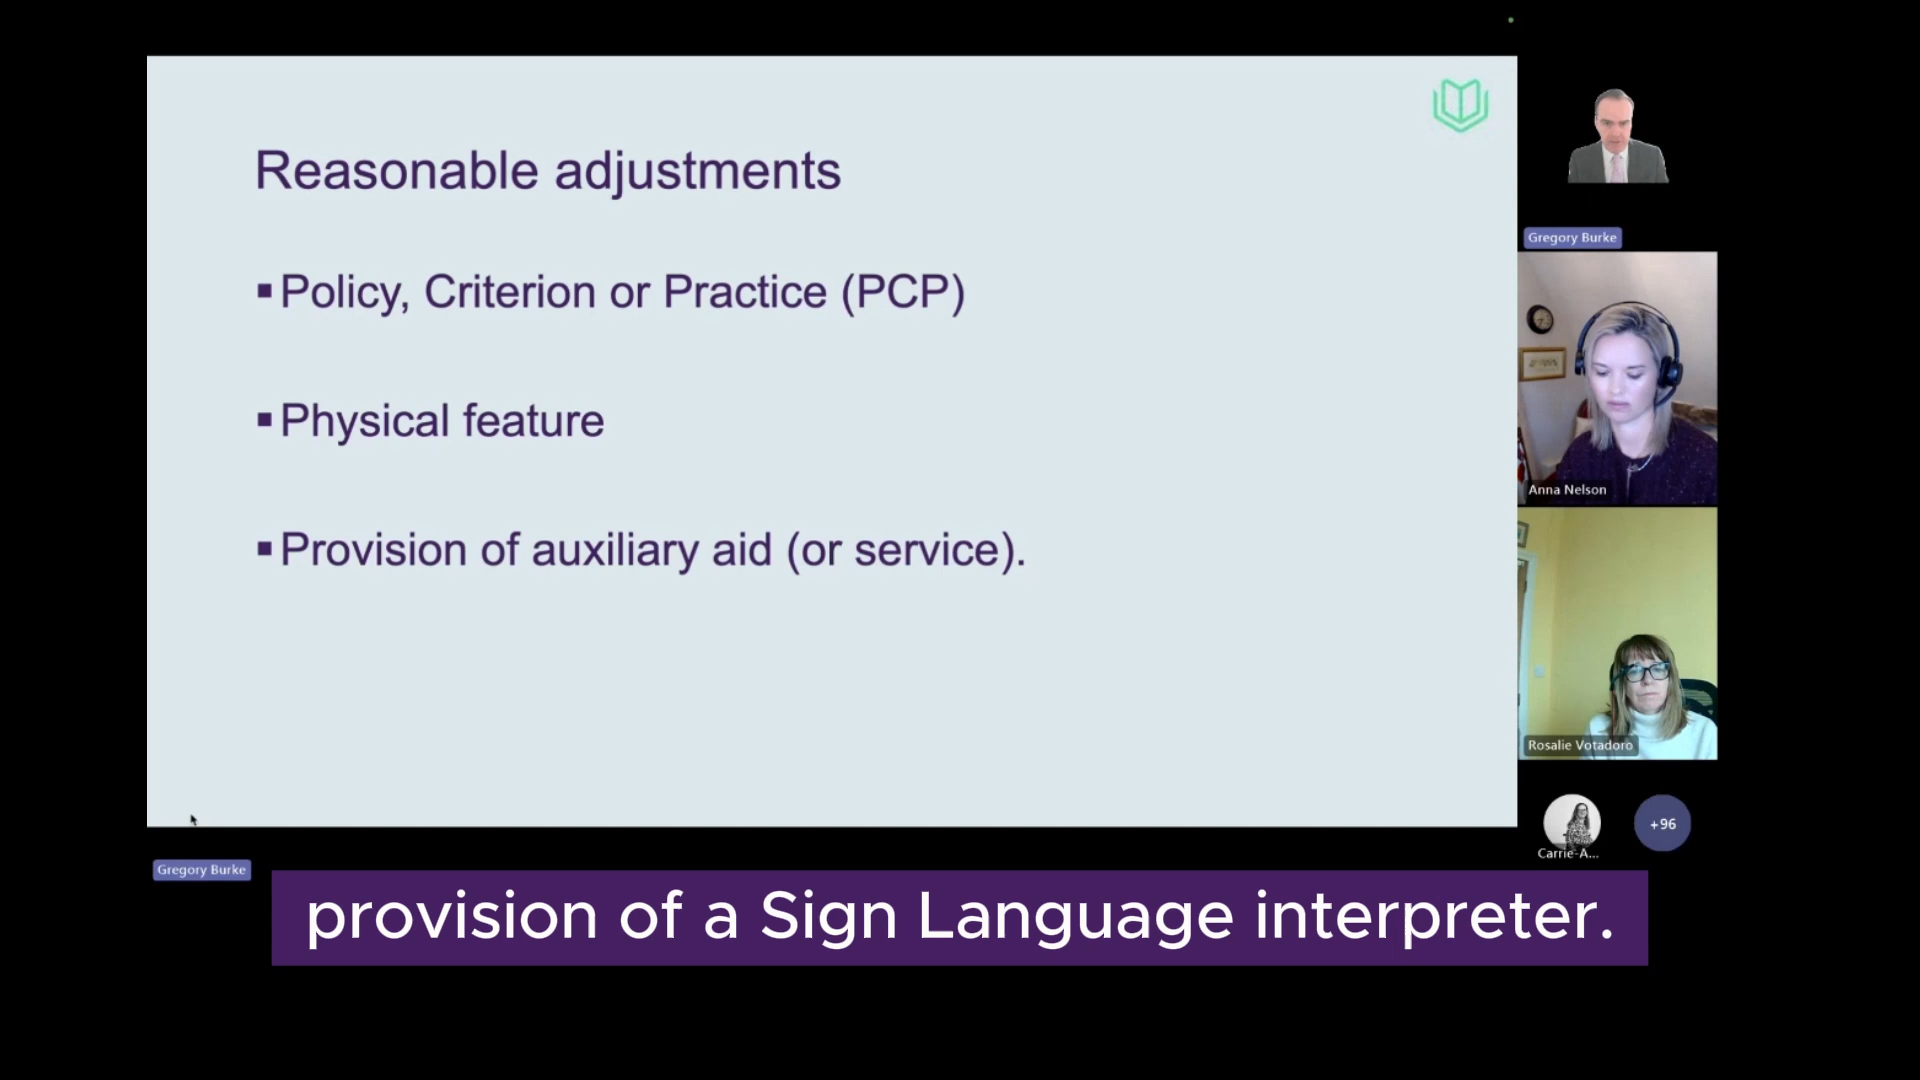 Reasonable adjustments
▪Policy, Criterion or Practice (PCP)
▪Physical feature
▪Provision of auxiliary aid (or service).
Gregory Burke
Anna Nelson
Rosalie Votadoro
Carrie-A...
+96
Gregory Burke
provision of a Sign Language interpreter.